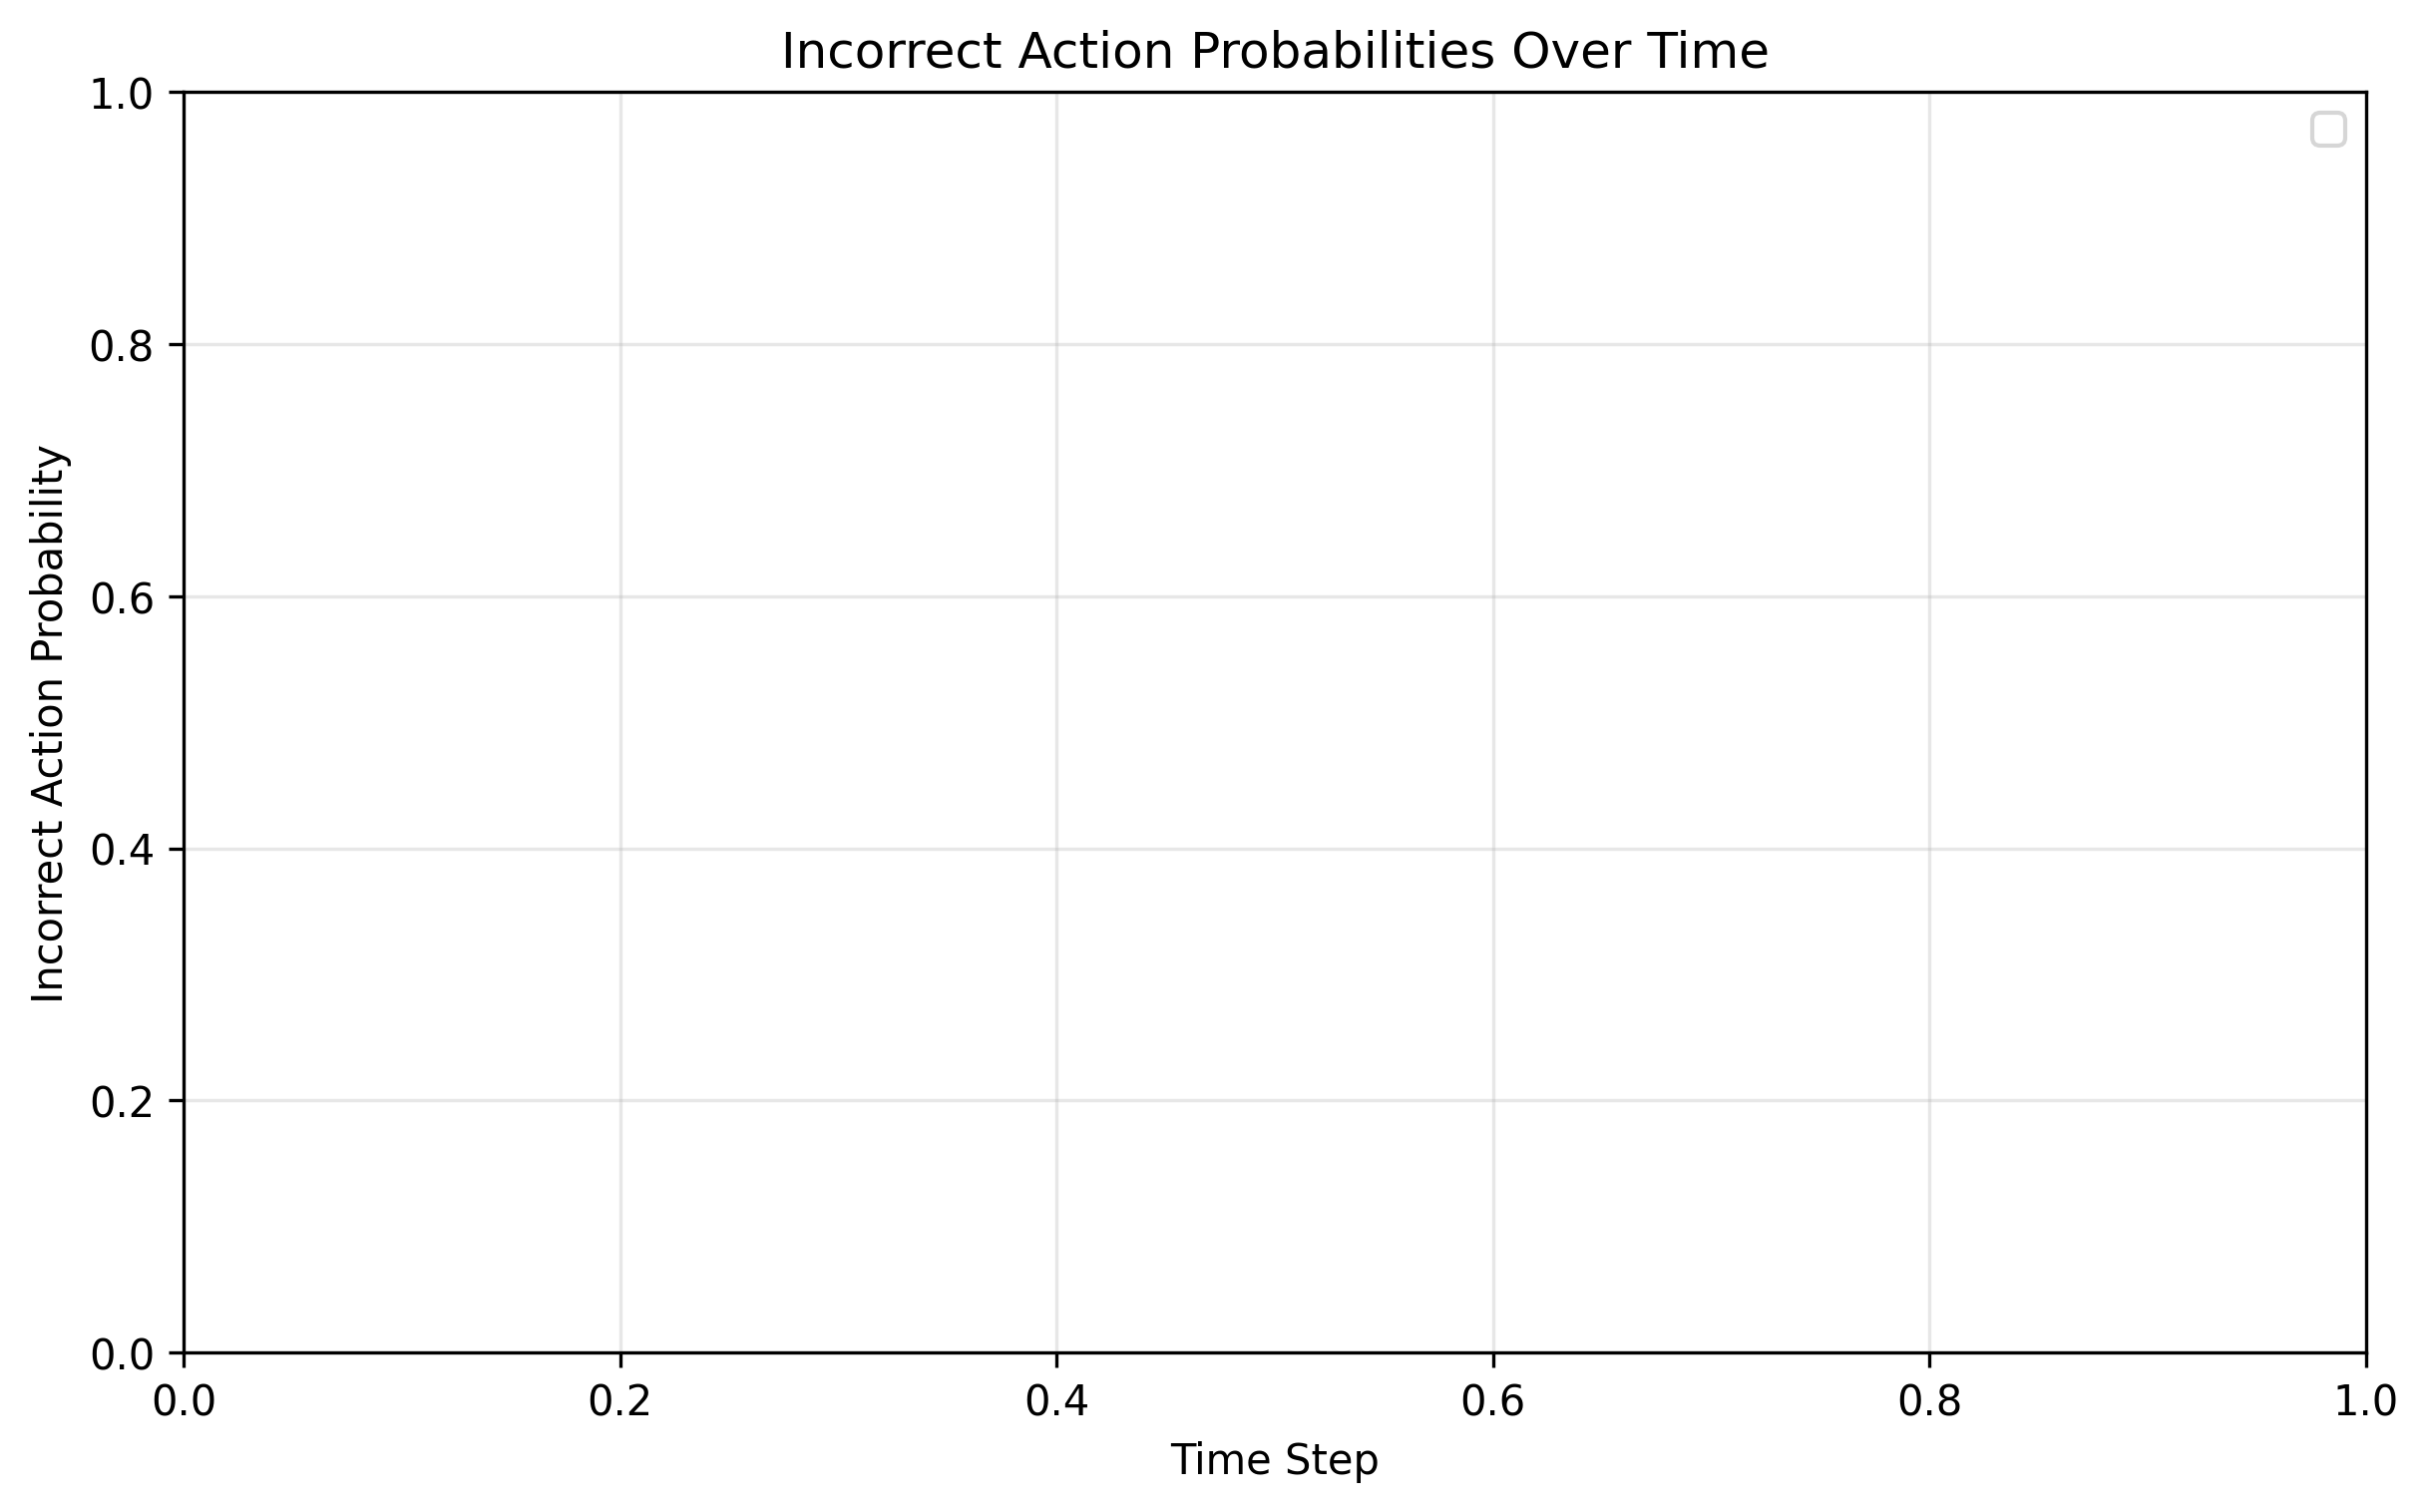 Incorrect Action Probabilities Over Time
1.0
0.8
0.6
0.4
0.2
0.0
Incorrect Action Probability
0.0 0.2 0.4 0.6 0.8 1.0
Time Step